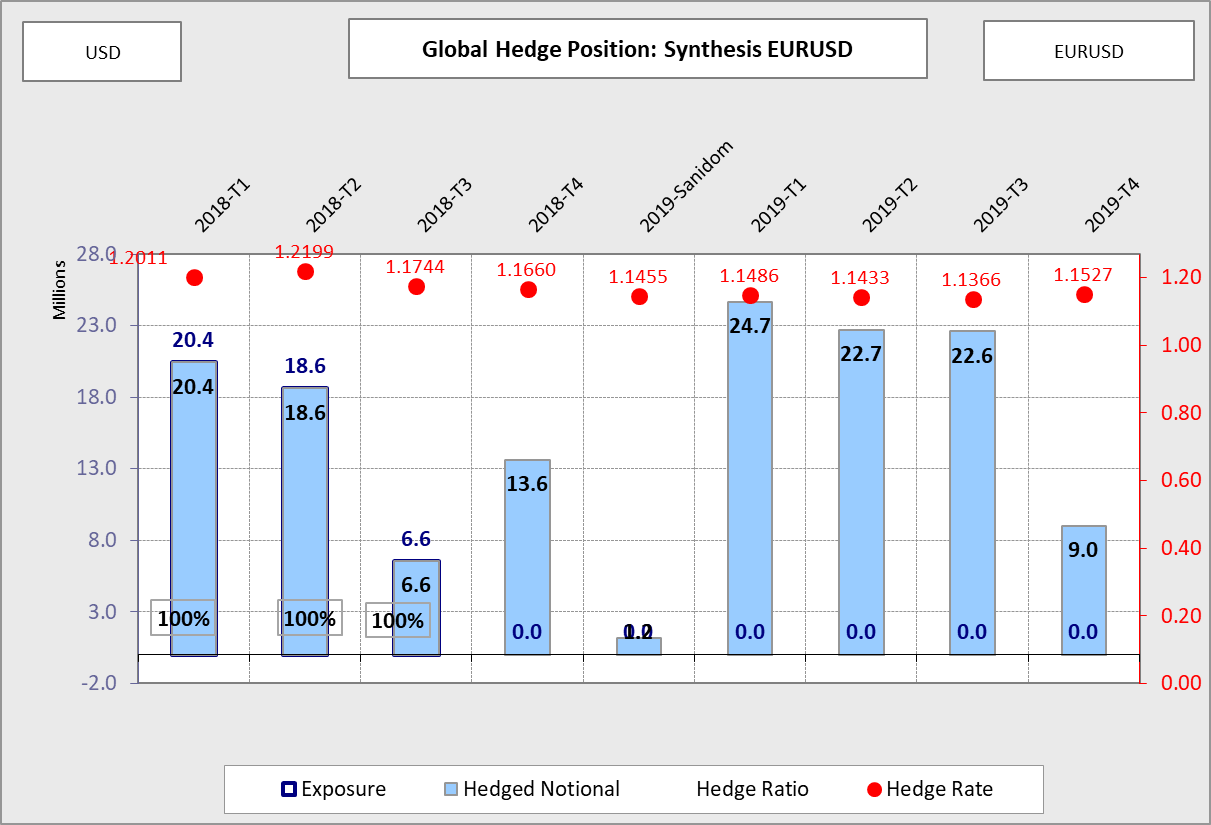 USD
Global Hedge Position: Synthesis EURUSD
EURUSD
2018-T1
2018-T2
2018-T3
2018-T4
2019-Sanidom
2019-T1
2019-T2
2019-T3
2019-T4
Millions
28.0
23.0
18.0
13.0
8.0
3.0
-2.0
1.2011
1.2199
1.1744
1.1660
1.1455
1.1486
1.1433
1.1366
1.1527
20.4
18.6
6.6
0.0
0.0
0.0
0.0
0.0
0.0
20.4
18.6
6.6
13.6
1.2
24.7
22.7
22.6
9.0
100%
100%
100%
1.20
1.00
0.80
0.60
0.40
0.20
0.00
Exposure
Hedged Notional
Hedge Ratio
Hedge Rate